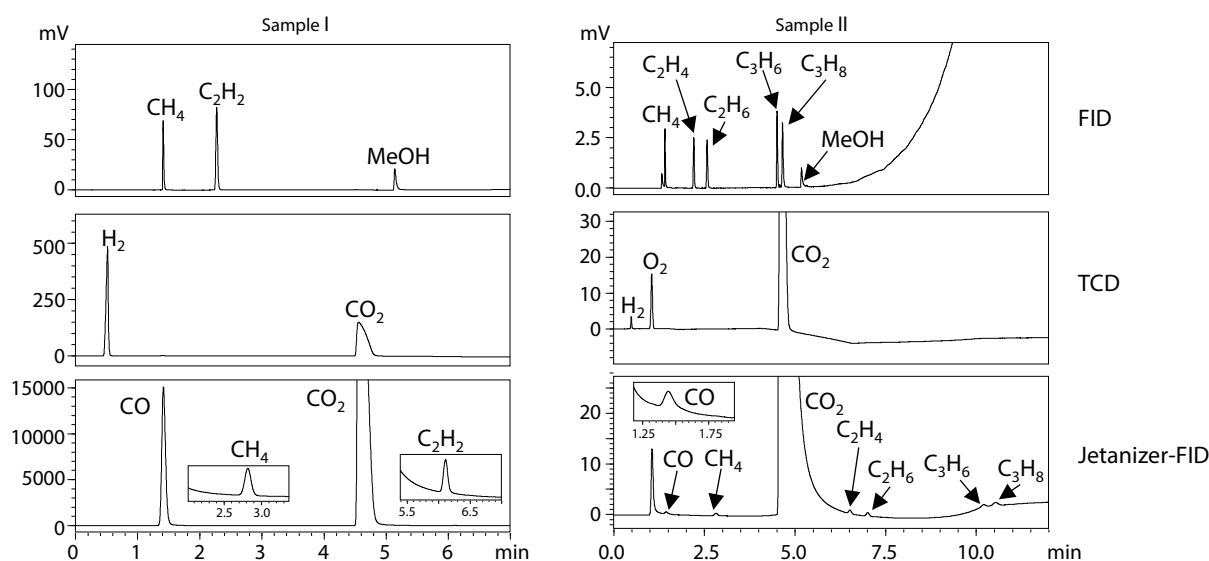 Sample I
mV
100
50
0
CH₄
C₂H₂
MeOH
500
250
0
H₂
CO₂
15000
10000
5000
0
CO
CO₂
CH₄
2.5 3.0
C₂H₂
5.5 6.5
0 1 2 3 4 5 6 min
Sample II
mV
5.0
2.5
0.0
C₂H₄
C₃H₆
C₃H₈
CH₄
C₂H₆
MeOH
FID
30
20
10
0
H₂
O₂
CO₂
TCD
20
10
0
CO
1.25 1.75
CO₂
CO
CH₄
C₂H₄
C₂H₆
C₃H₆
C₃H₈
Jetanizer-FID
0.0 2.5 5.0 7.5 10.0 min